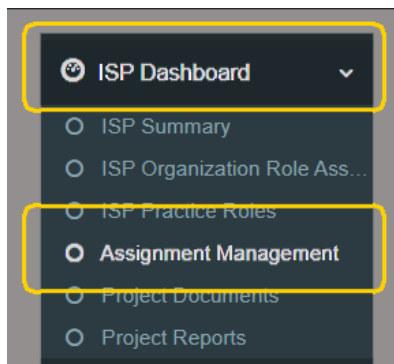 ISP Dashboard
ISP Summary
ISP Organization Role Ass...
ISP Practice Roles
Assignment Management
Project Documents
Project Reports